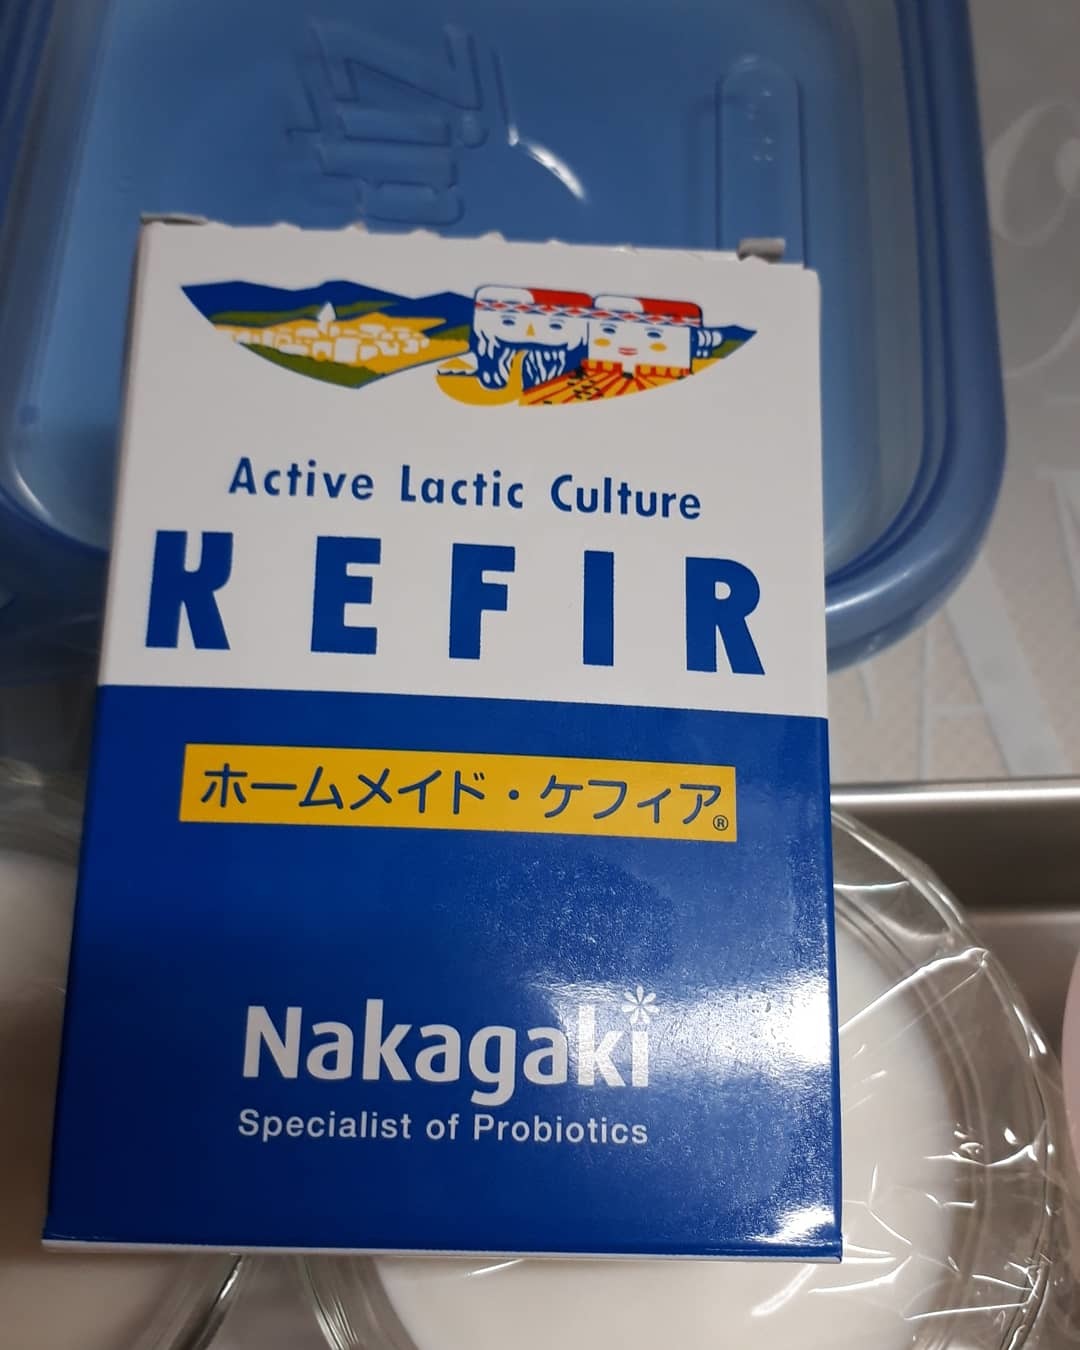 Active Lactic Culture
KEFIR
ホームメイド・ケフィア®
Nakagaki
Specialist of Probiotics